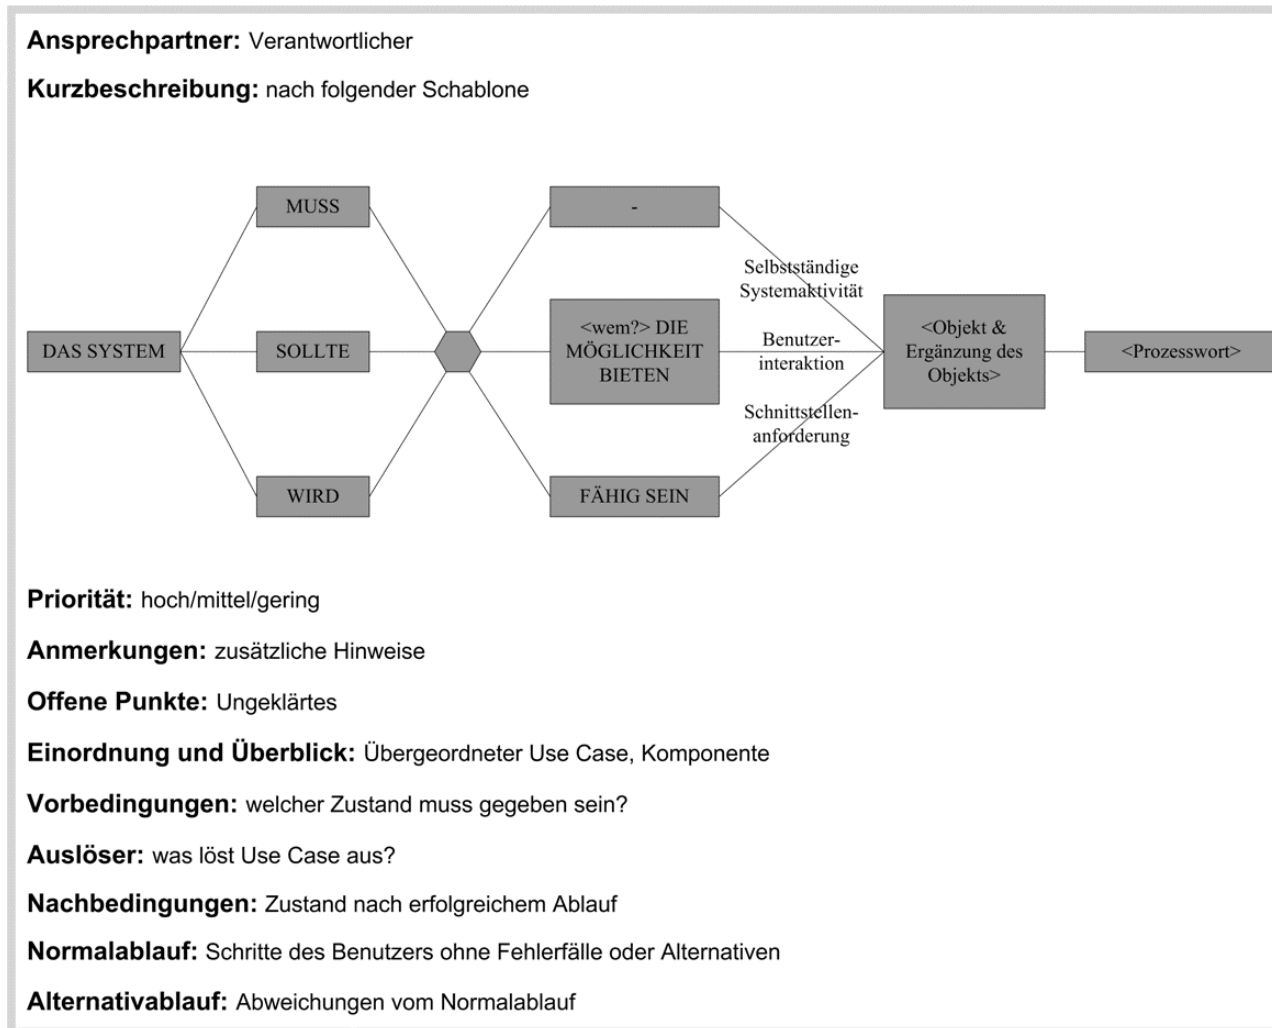 Ansprechpartner: Verantwortlicher
Kurzbeschreibung: nach folgender Schablone
MUSS
-
Selbstständige
Systemaktivität
DAS SYSTEM
SOLLTE
<wem?> DIE
MÖGLICHKEIT
BIETEN
Benutzer-
interaktion
<Objekt &
Ergänzung des
Objekts>
<Prozesswort>
Schnittstellen-
anforderung
WIRD
FÄHIG SEIN
Priorität: hoch/mittel/gering
Anmerkungen: zusätzliche Hinweise
Offene Punkte: Ungeklärtes
Einordnung und Überblick: Übergeordneter Use Case, Komponente
Vorbedingungen: welcher Zustand muss gegeben sein?
Auslöser: was löst Use Case aus?
Nachbedingungen: Zustand nach erfolgreichem Ablauf
Normalablauf: Schritte des Benutzers ohne Fehlerfälle oder Alternativen
Alternativablauf: Abweichungen vom Normalablauf